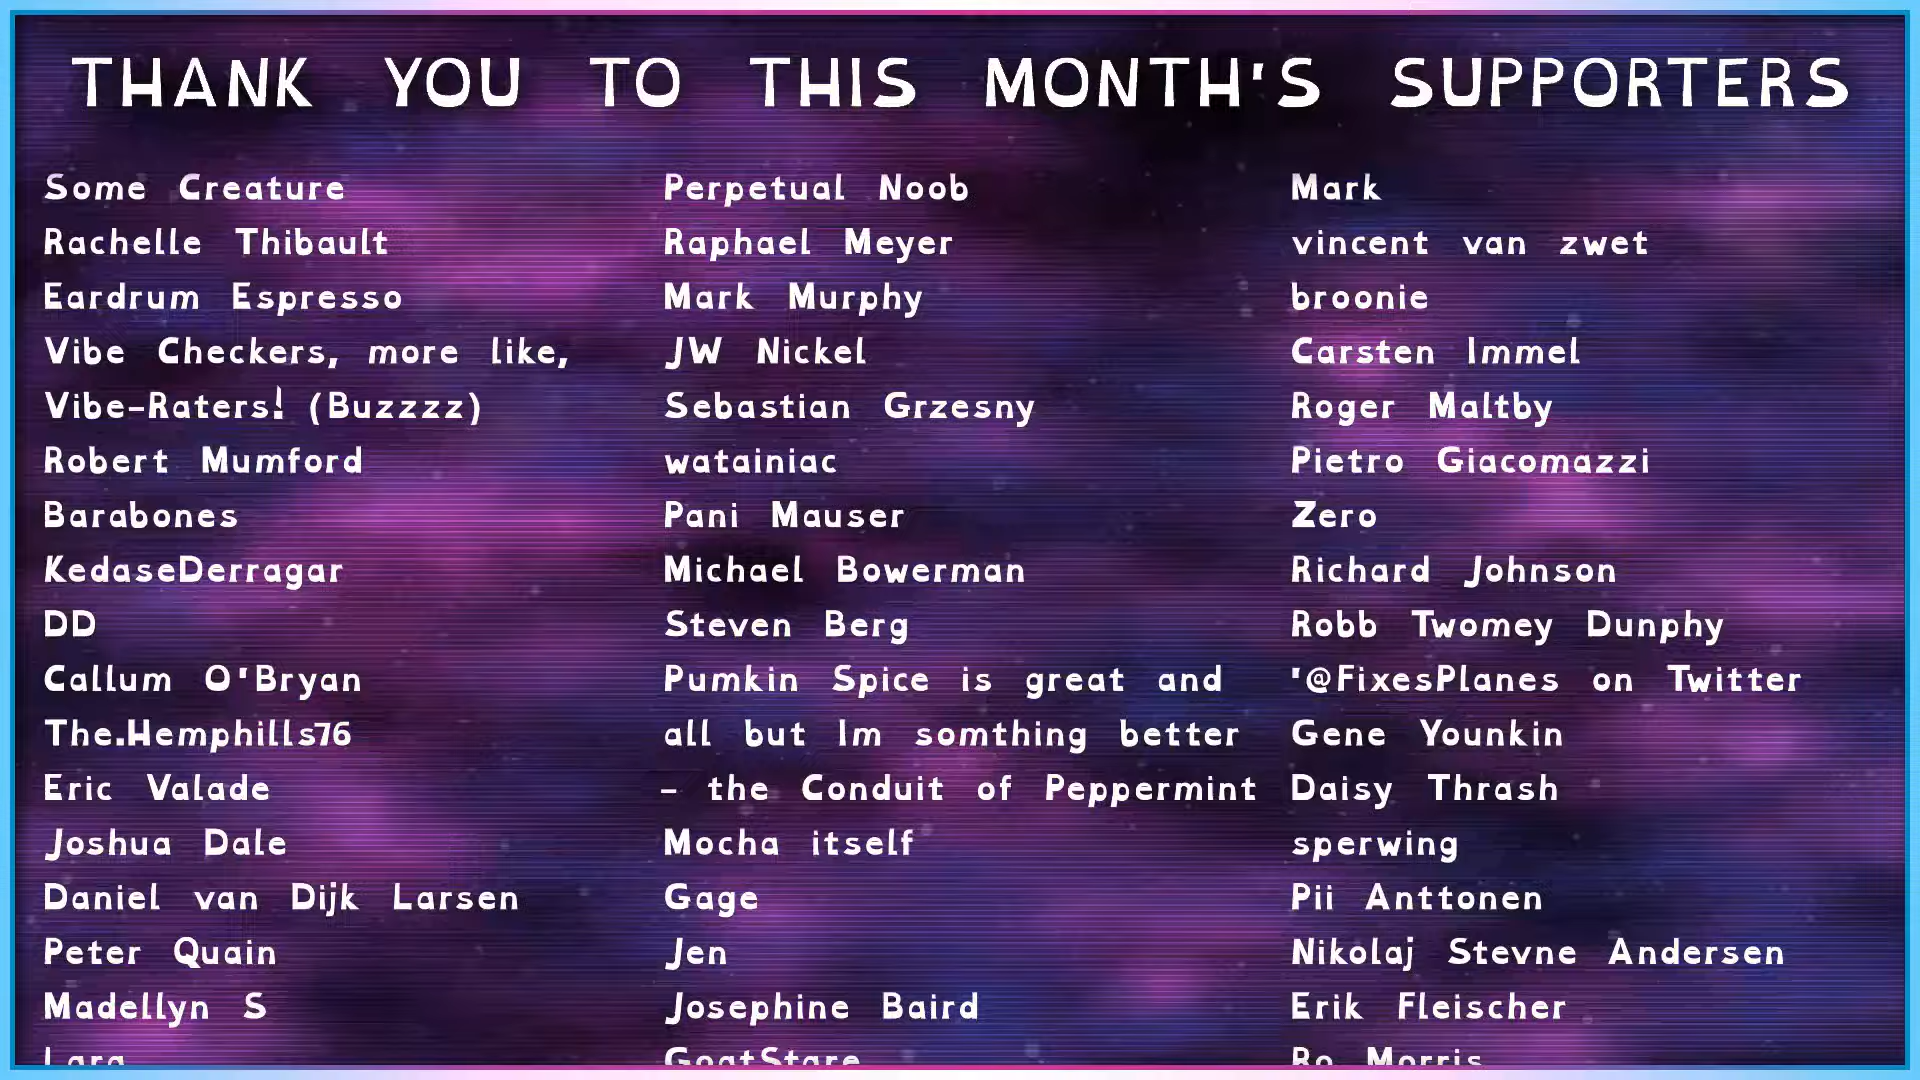 THANK YOU TO THIS MONTH'S SUPPORTERS
Some Creature
Rachelle Thibault
Eardrum Espresso
Vibe Checkers, more like,
Vibe-Raters! (Buzzzz)
Robert Mumford
Barabones
KedaseDerragar
DD
Callum O'Bryan
The.Hemphills76
Eric Valade
Joshua Dale
Daniel van Dijk Larsen
Peter Quain
Madellyn S
Lara
Perpetual Noob
Raphael Meyer
Mark Murphy
JW Nickel
Sebastian Grzesny
watainiac
Pani Mauser
Michael Bowerman
Steven Berg
Pumkin Spice is great and
all but Im somthing better
- the Conduit of Peppermint
Mocha itself
Gage
Jen
Josephine Baird
GoatStare
Mark
vincent van zwet
broonie
Carsten Immel
Roger Maltby
Pietro Giacomazzi
Zero
Richard Johnson
Robb Twomey Dunphy
'@FixesPlanes on Twitter
Gene Younkin
Daisy Thrash
sperwing
Pii Anttonen
Nikolaj Stevne Andersen
Erik Fleischer
Ro Morris